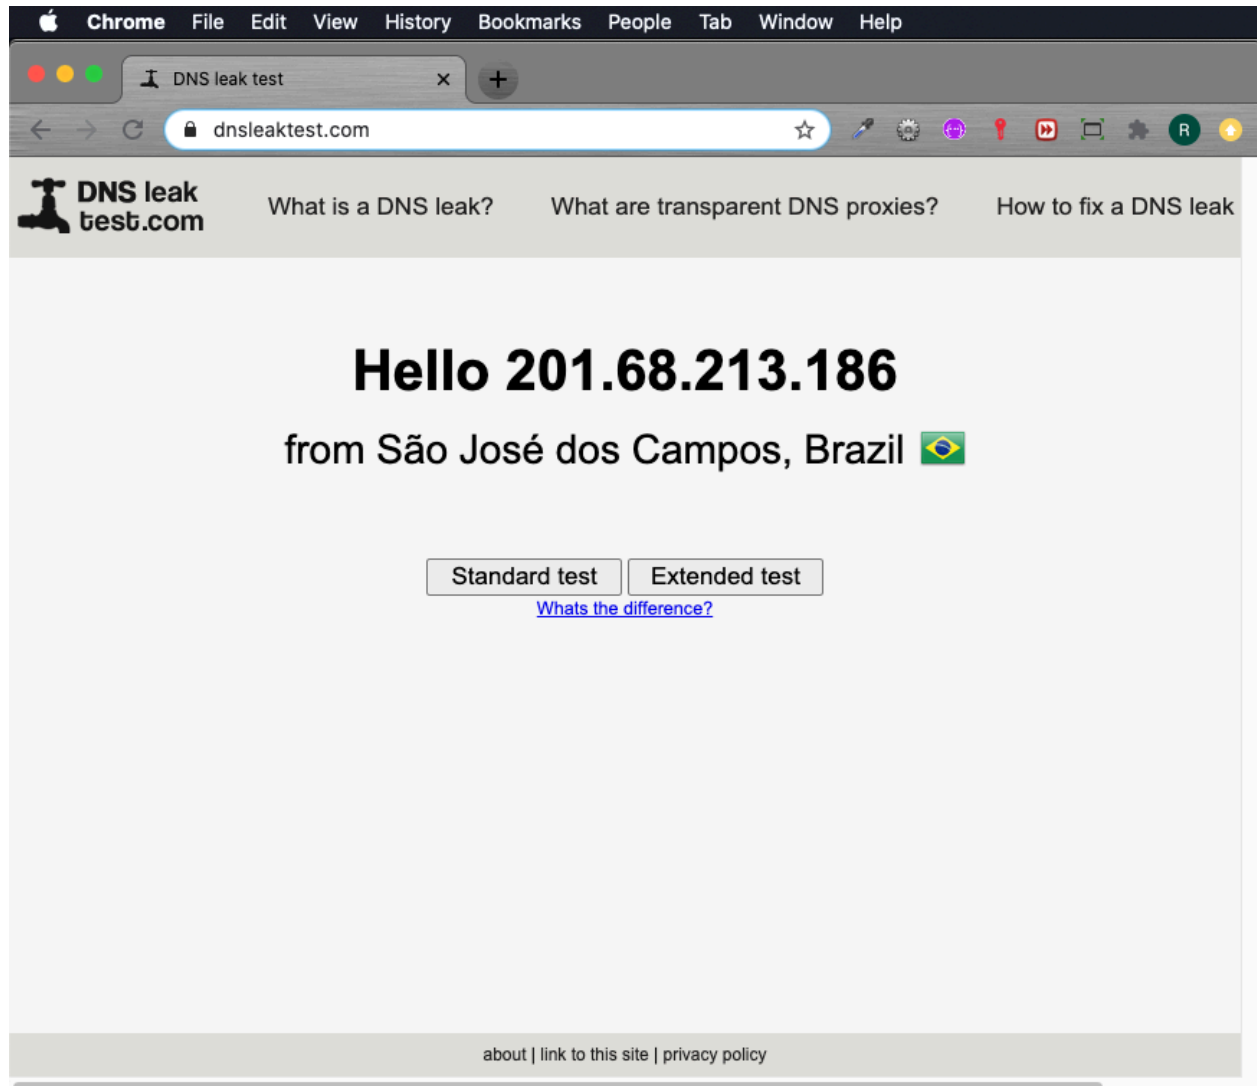 Chrome File Edit View History Bookmarks People Tab Window Help
DNS leak test
dnsleaktest.com
R
DNS leak
test.com
What is a DNS leak? What are transparent DNS proxies? How to fix a DNS leak
Hello 201.68.213.186
from São José dos Campos, Brazil
Standard test Extended test
Whats the difference?
about | link to this site | privacy policy